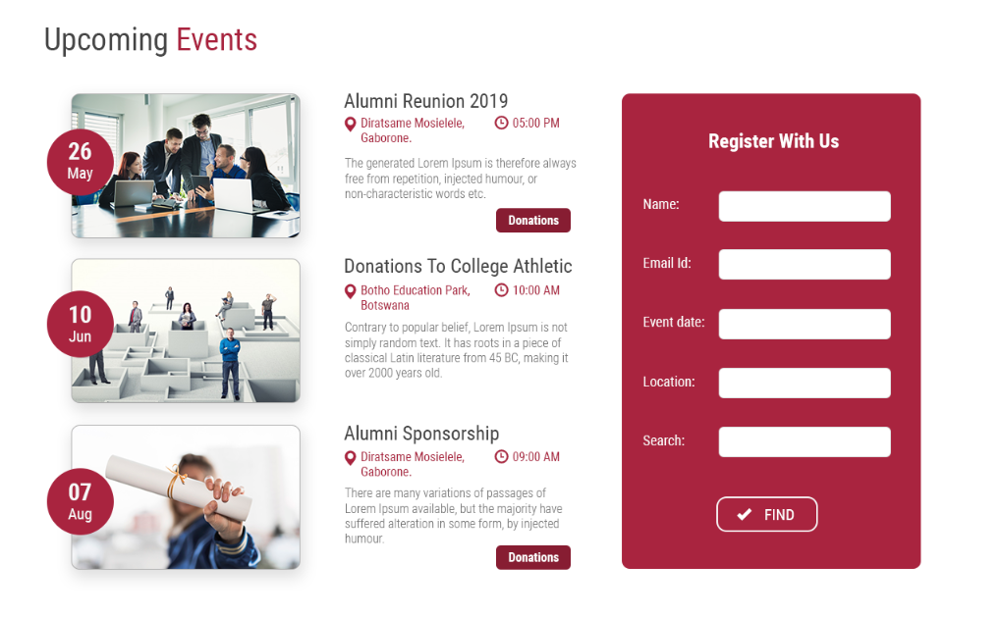 Upcoming Events
26
May
Alumni Reunion 2019
Diratsame Mosielele,
Gaborone.
05:00 PM
The generated Lorem Ipsum is therefore always
free from repetition, injected humour, or
non-characteristic words etc.
Donations
10
Jun
Donations To College Athletic
Botho Education Park,
Botswana
10:00 AM
Contrary to popular belief, Lorem Ipsum is not
simply random text. It has roots in a piece of
classical Latin literature from 45 BC, making it
over 2000 years old.
07
Aug
Alumni Sponsorship
Diratsame Mosielele,
Gaborone.
09:00 AM
There are many variations of passages of
Lorem Ipsum available, but the majority have
suffered alteration in some form, by injected
humour.
Donations
Register With Us
Name:
Email Id:
Event date:
Location:
Search:
FIND